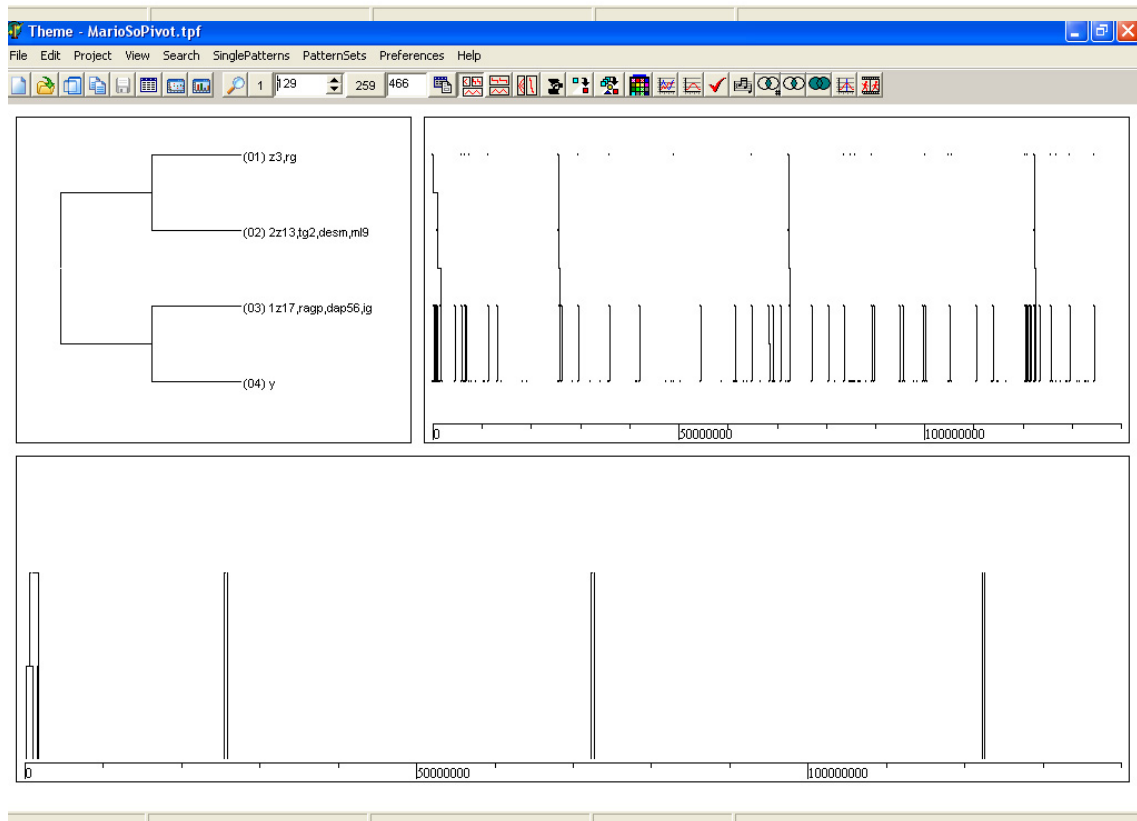 Theme - MarioSoPivot.tpf
File Edit Project View Search SinglePatterns PatternSets Preferences Help
1 129 259 466
(01) z3,rg
(02) 2z13,tg2,desm,ml9
(03) 1z17,ragp,dap56,ig
(04) y
0 50000000 100000000
0 50000000 100000000